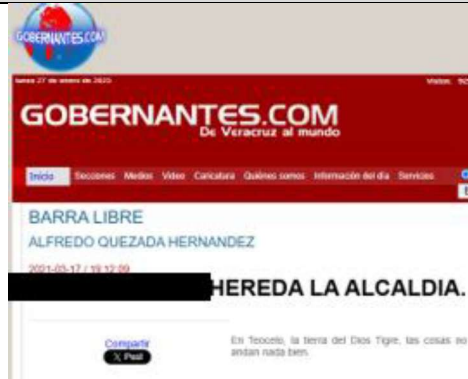 GOBERNANTES.COM
lunes 27 de enero de 2025
GOBERNANTES.COM
De Veracruz al mundo
Inicio Secciones Medios Video Caricatura Quiénes somos Información del día Servicios
BARRA LIBRE
ALFREDO QUEZADA HERNANDEZ
2021-03-17 / 19:12:09
HEREDA LA ALCALDIA.
Compartir
X Post
En Teocelo, la tierra del Dios Tigre, las cosas no
andan nada bien.